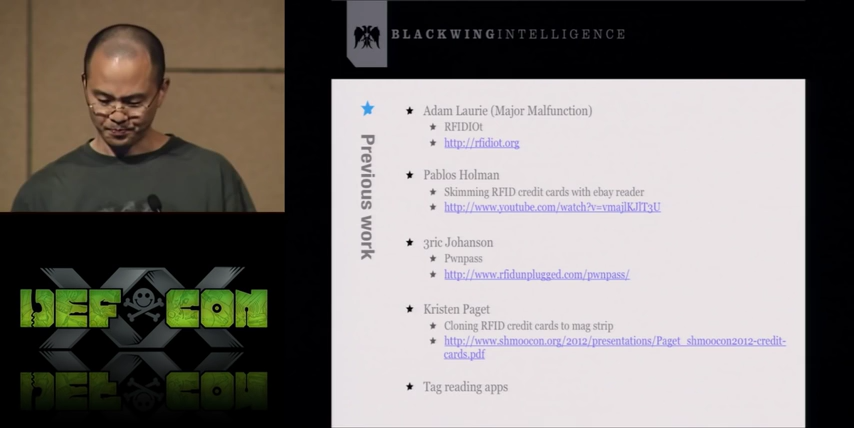 BLACKWINGINTELLIGENCE
Previous work
Adam Laurie (Major Malfunction)
RFIDIOt
http://rfidiot.org
Pablos Holman
Skimming RFID credit cards with ebay reader
http://www.youtube.com/watch?v=vmajlKJlT3U
3ric Johanson
Pwnpass
http://www.rfidunplugged.com/pwnpass/
Kristen Paget
Cloning RFID credit cards to mag strip
http://www.shmoocon.org/2012/presentations/Paget_shmoocon2012-credit-
cards.pdf
Tag reading apps
DEF CON
XX